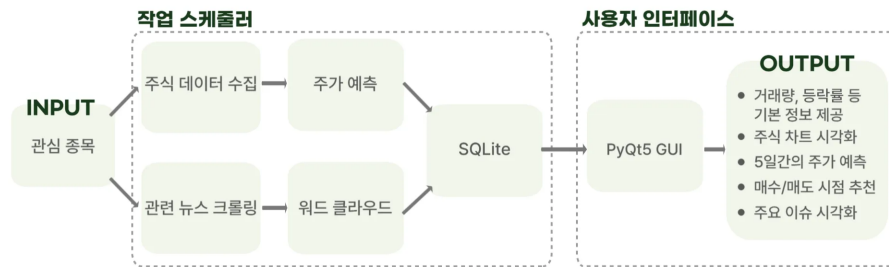 작업 스케줄러
사용자 인터페이스
INPUT
관심 종목
주식 데이터 수집
주가 예측
관련 뉴스 크롤링
워드 클라우드
SQLite
PyQt5 GUI
OUTPUT
● 거래량, 등락률 등
기본 정보 제공
● 주식 차트 시각화
● 5일간의 주가 예측
● 매수/매도 시점 추천
● 주요 이슈 시각화